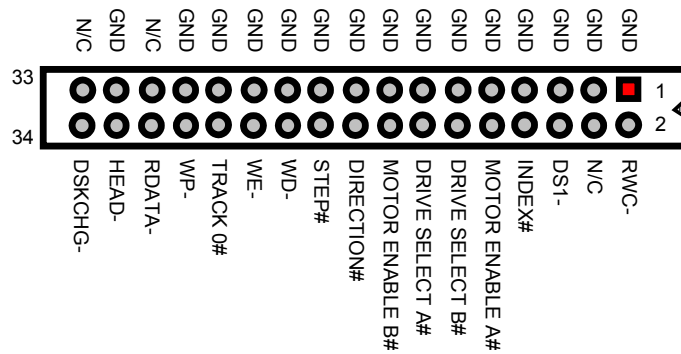 N/C
GND
N/C
GND
GND
GND
GND
GND
GND
GND
GND
GND
GND
GND
GND
GND
GND
33
1
34
2
DSKCHG-
HEAD-
RDATA-
WP-
TRACK 0#
WE-
WD-
STEP#
DIRECTION#
MOTOR ENABLE B#
DRIVE SELECT A#
DRIVE SELECT B#
MOTOR ENABLE A#
INDEX#
DS1-
N/C
RWC-